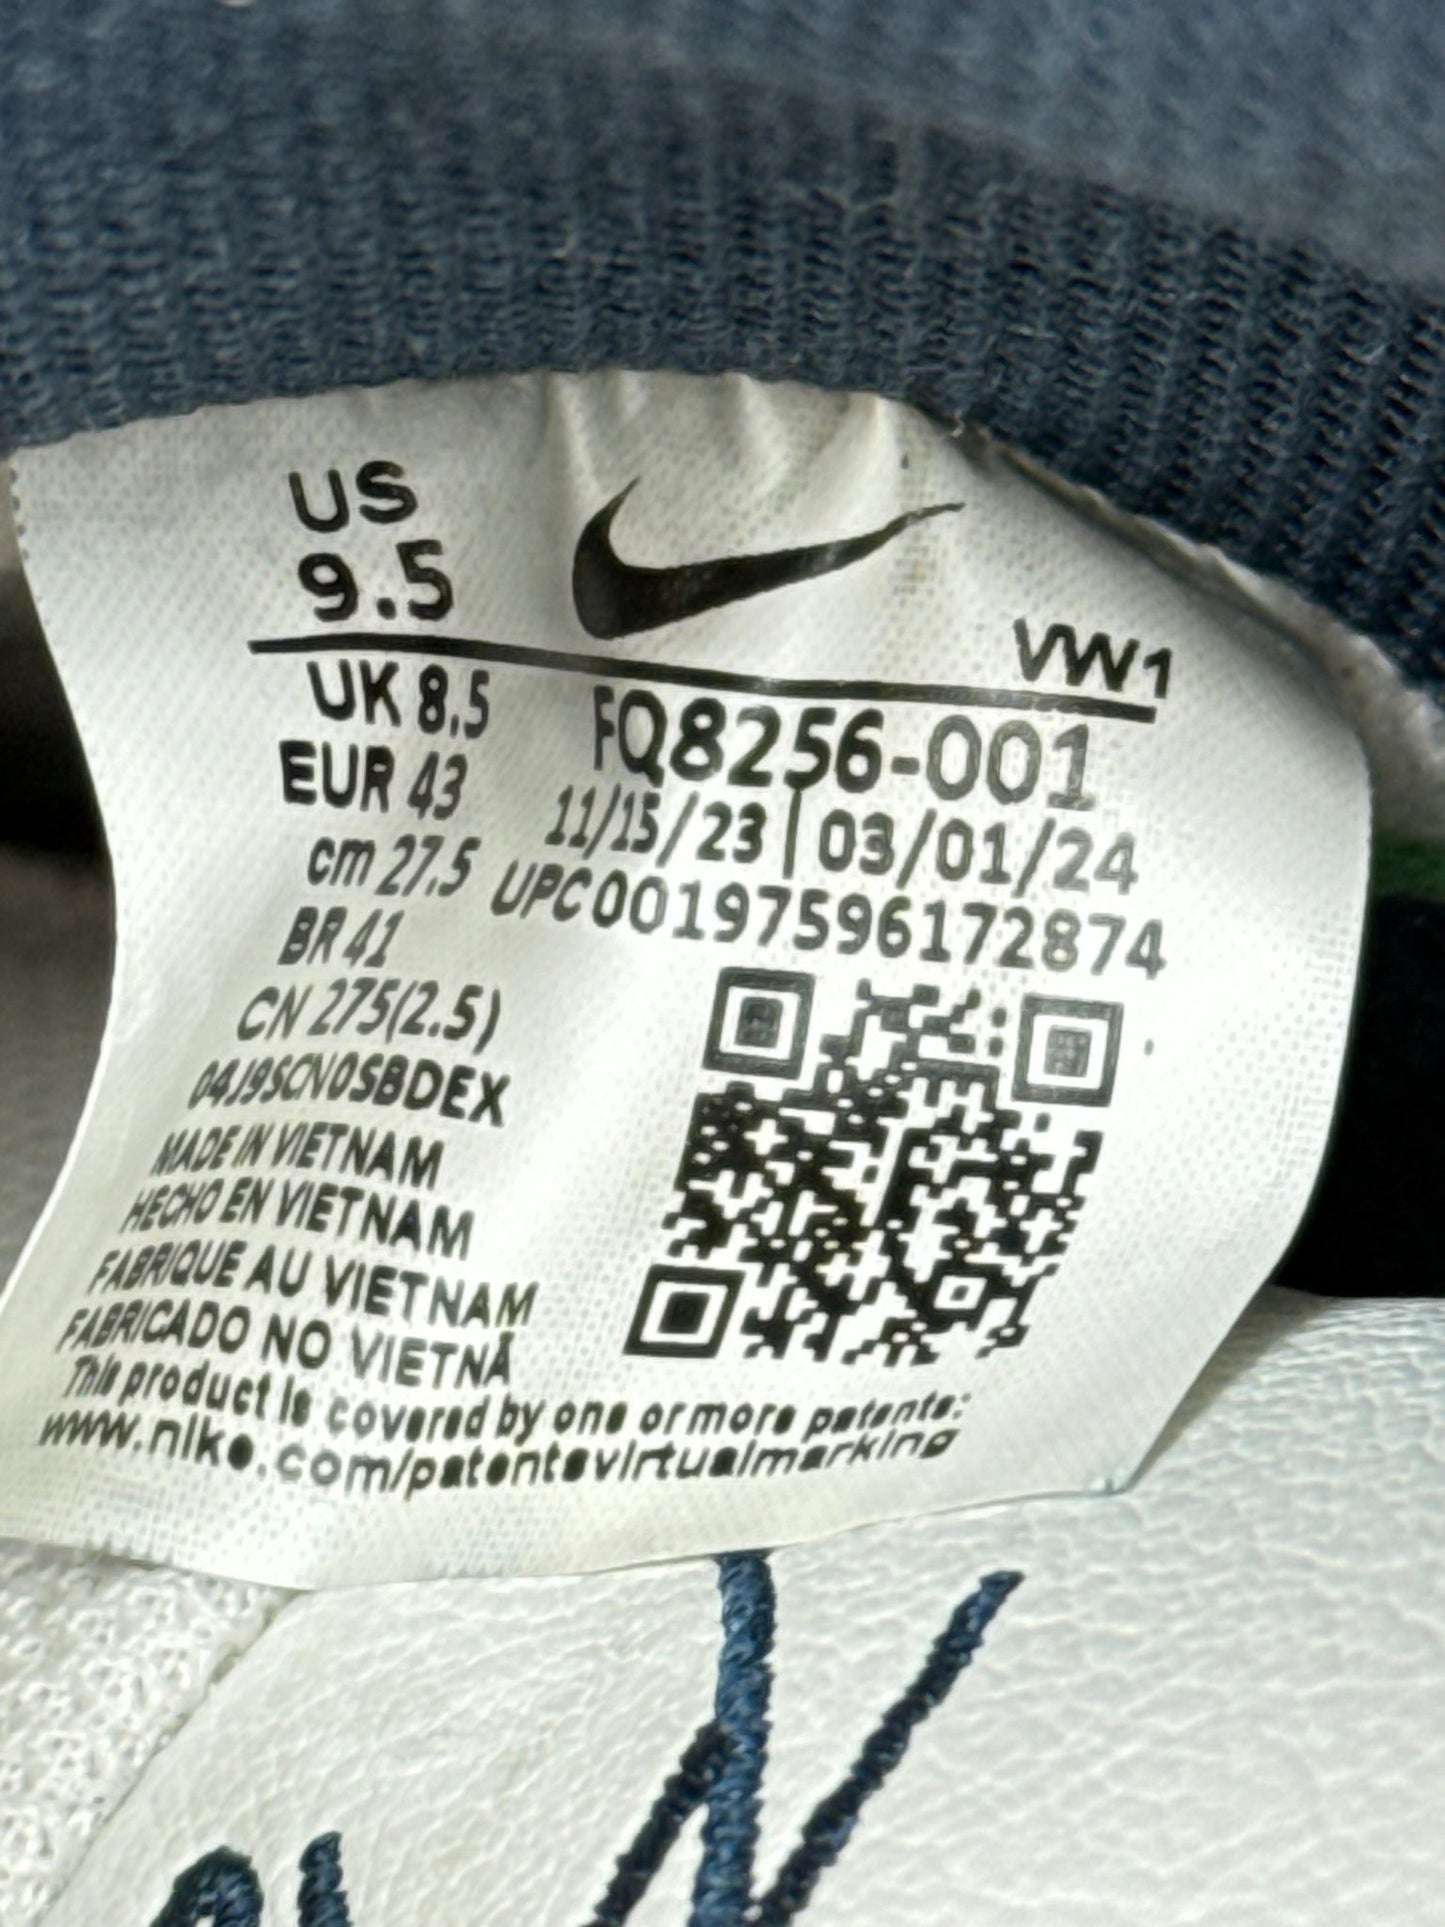 US
9.5
VW1
UK 8.5
FQ8256-001
EUR 43
11/15/23 | 03/01/24
cm 27.5
UPC00197596172874
BR 41
CN 275(2.5)
04J9SCN0SBDEX
MADE IN VIETNAM
HECHO EN VIETNAM
FABRIQUE AU VIETNAM
FABRICADO NO VIETNÃ
This product is covered by one or more patents:
www.nike.com/patentsvirtualmarking